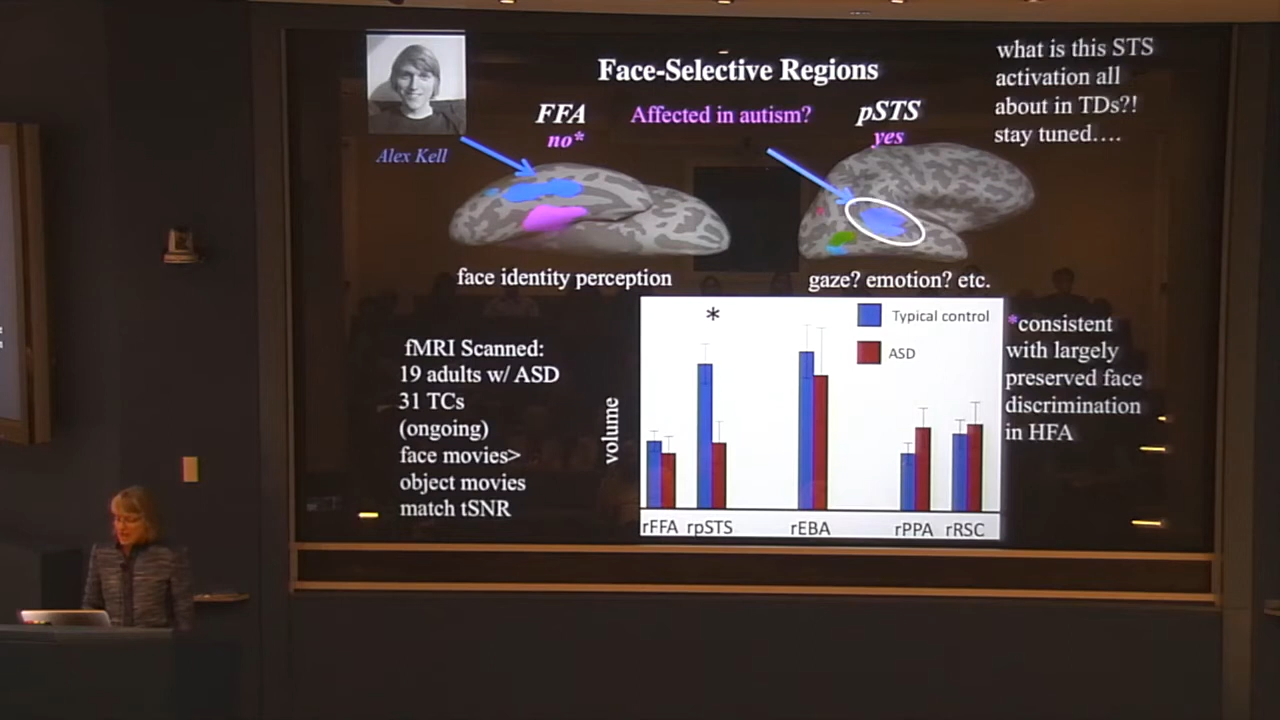 Face-Selective Regions
what is this STS
activation all
about in TDs?!
stay tuned….
FFA
no*
Affected in autism?
pSTS
yes
Alex Kell
face identity perception
gaze? emotion? etc.
fMRI Scanned:
19 adults w/ ASD
31 TCs
(ongoing)
face movies>
object movies
match tSNR
volume
*
Typical control
ASD
rFFA rpSTS rEBA rPPA rRSC
*consistent
with largely
preserved face
discrimination
in HFA